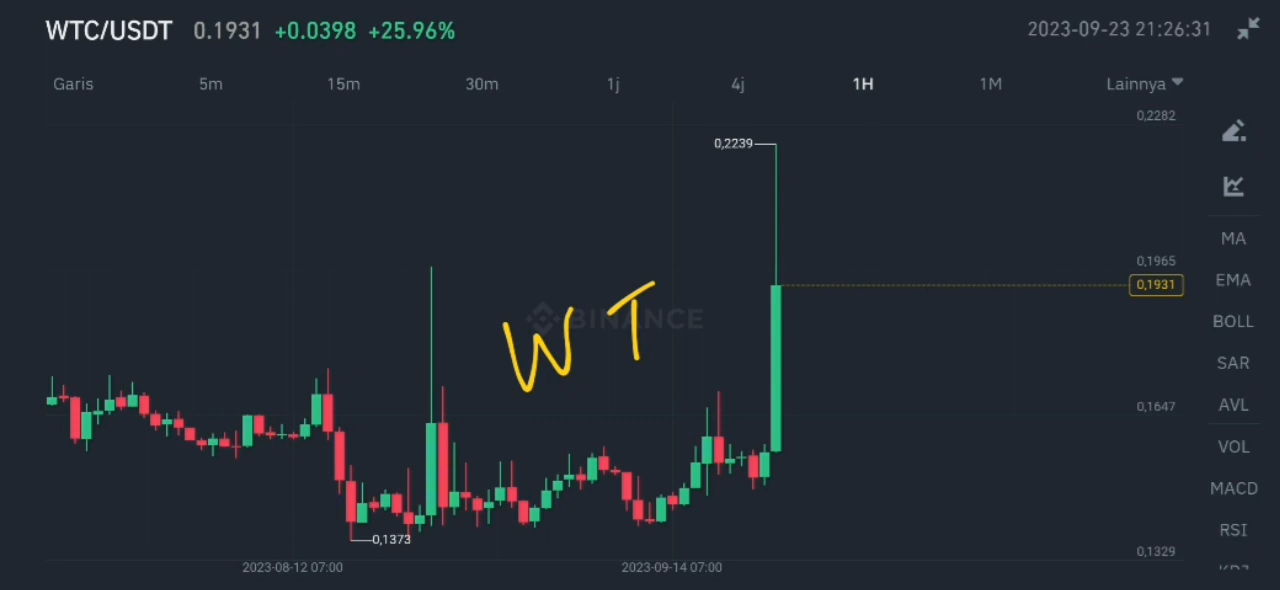 WTC/USDT 0.1931 +0.0398 +25.96% 2023-09-23 21:26:31
Garis 5m 15m 30m 1j 4j 1H 1M Lainnya
0,2282
0,2239
MA
0,1965
EMA
0,1931
BINANCE
W T
BOLL
SAR
0,1647
AVL
VOL
MACD
RSI
0,1373
0,1329
2023-08-12 07:00 2023-09-14 07:00